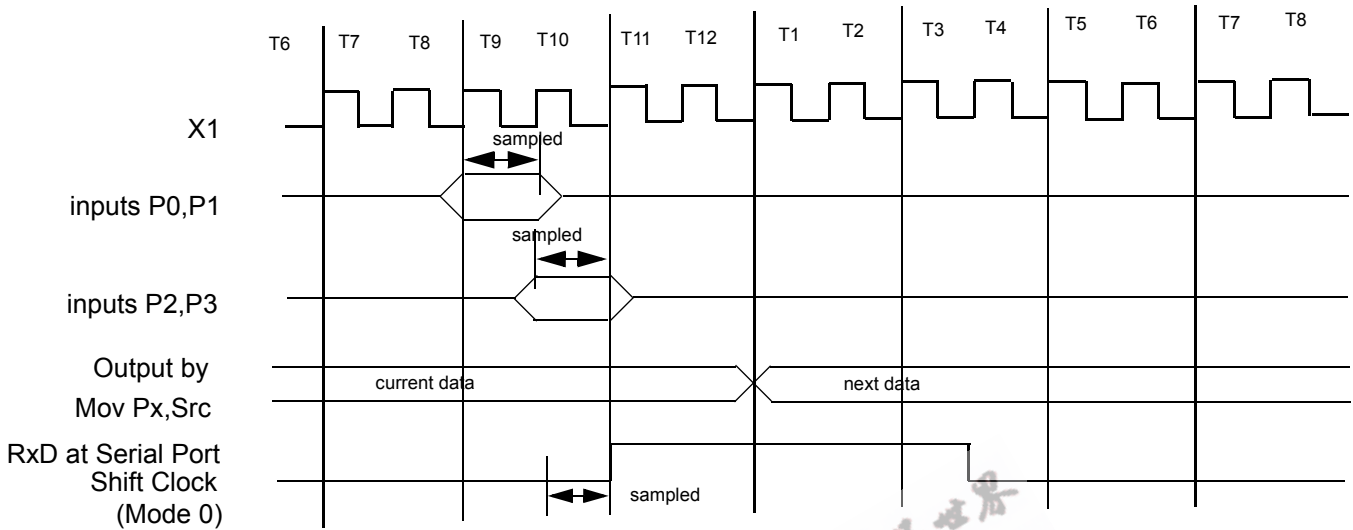 T6 T7 T8 T9 T10 T11 T12 T1 T2 T3 T4 T5 T6 T7 T8
X1
sampled
inputs P0,P1
sampled
inputs P2,P3
Output by
Mov Px,Src
current data
next data
RxD at Serial Port
Shift Clock
(Mode 0)
sampled